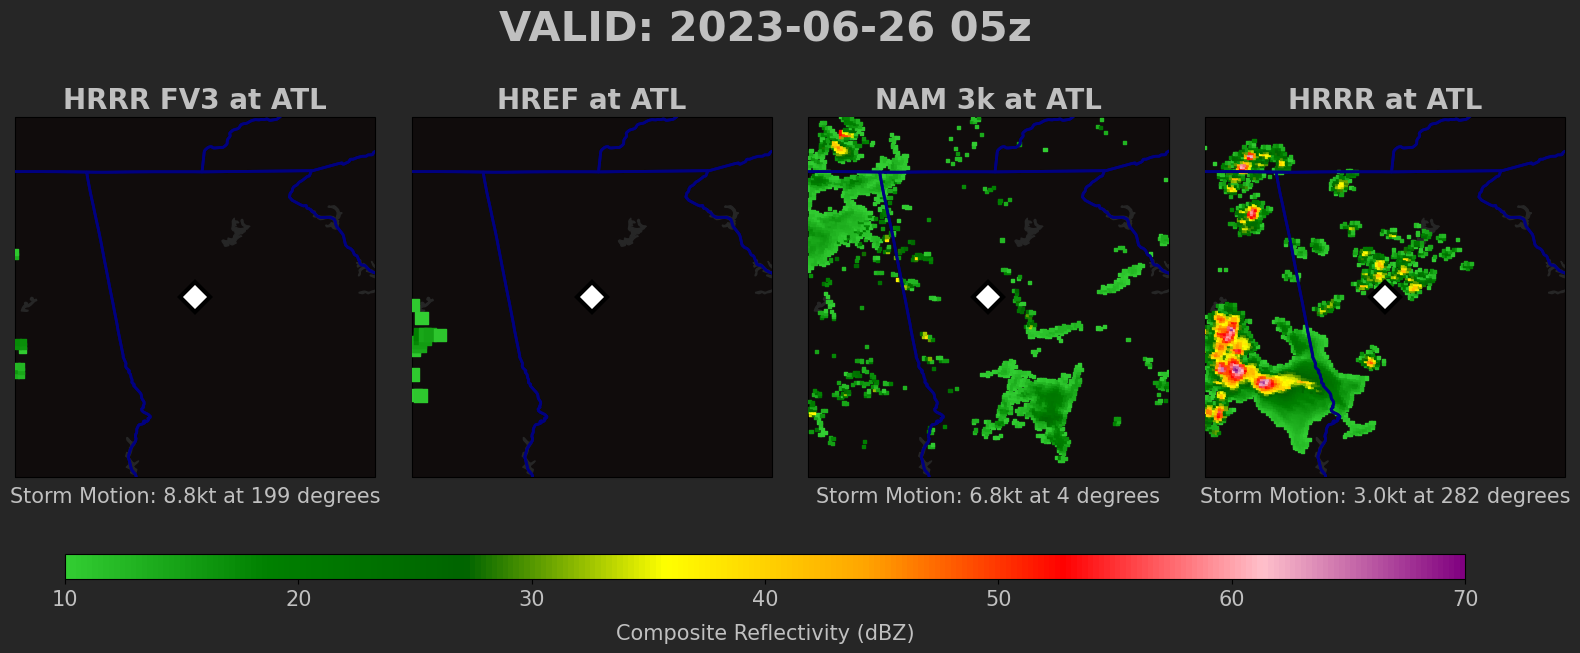 VALID: 2023-06-26 05z
HRRR FV3 at ATL
HREF at ATL
NAM 3k at ATL
HRRR at ATL
Storm Motion: 8.8kt at 199 degrees
Storm Motion: 6.8kt at 4 degrees
Storm Motion: 3.0kt at 282 degrees
10 20 30 40 50 60 70
Composite Reflectivity (dBZ)